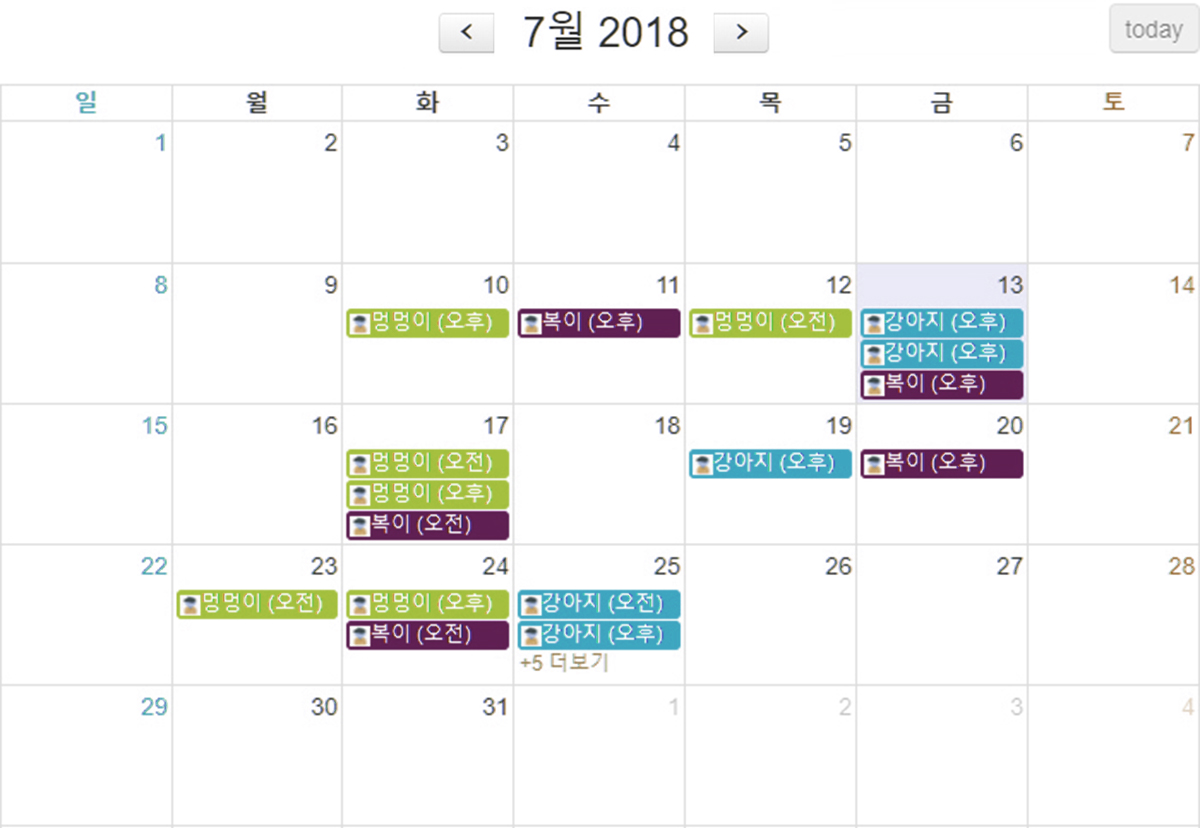 < 7월 2018 > today
일 월 화 수 목 금 토
1 2 3 4 5 6 7
8 9 10 11 12 13 14
멍멍이 (오후) 복이 (오후) 멍멍이 (오전) 강아지 (오후)
강아지 (오후)
복이 (오후)
15 16 17 18 19 20 21
멍멍이 (오전) 강아지 (오후) 복이 (오후)
멍멍이 (오후)
복이 (오전)
22 23 24 25 26 27 28
멍멍이 (오전) 멍멍이 (오후) 강아지 (오전)
복이 (오전) 강아지 (오후)
+5 더보기
29 30 31 1 2 3 4